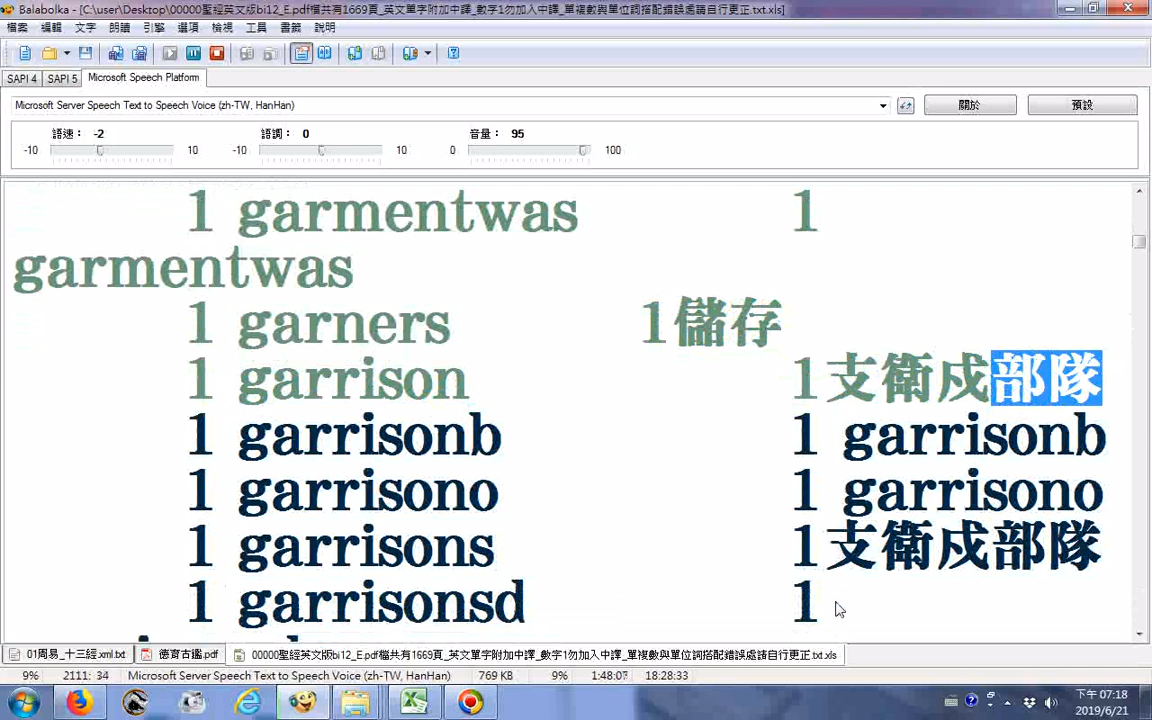 Balabolka - [C:\user\Desktop\00000聖經英文版bi12_E.pdf檔共有1669頁_英文單字附加中譯_數字1勿加入中譯_單複數與單位詞搭配錯誤處請自行更正.txt.xls]
檔案 編輯 文字 朗讀 引擎 選項 檢視 工具 書籤 說明
SAPI 4 SAPI 5 Microsoft Speech Platform
Microsoft Server Speech Text to Speech Voice (zh-TW, HanHan) 關於 預設
語速： -2 語調： 0 音量： 95
-10 10 -10 10 0 100
1 garmentwas 1
garmentwas
1 garners 1儲存
1 garrison 1支衛戍部隊
1 garrisonb 1 garrisonb
1 garrisono 1 garrisono
1 garrisons 1支衛戍部隊
1 garrisonsd 1
01周易_十三經.xml.txt 德育古鑑.pdf 00000聖經英文版bi12_E.pdf檔共有1669頁_英文單字附加中譯_數字1勿加入中譯_單複數與單位詞搭配錯誤處請自行更正.txt.xls
9% 2111: 34 Microsoft Server Speech Text to Speech Voice (zh-TW, HanHan) 769 KB 9% 1:48:07 18:28:33
下午 07:18
2019/6/21